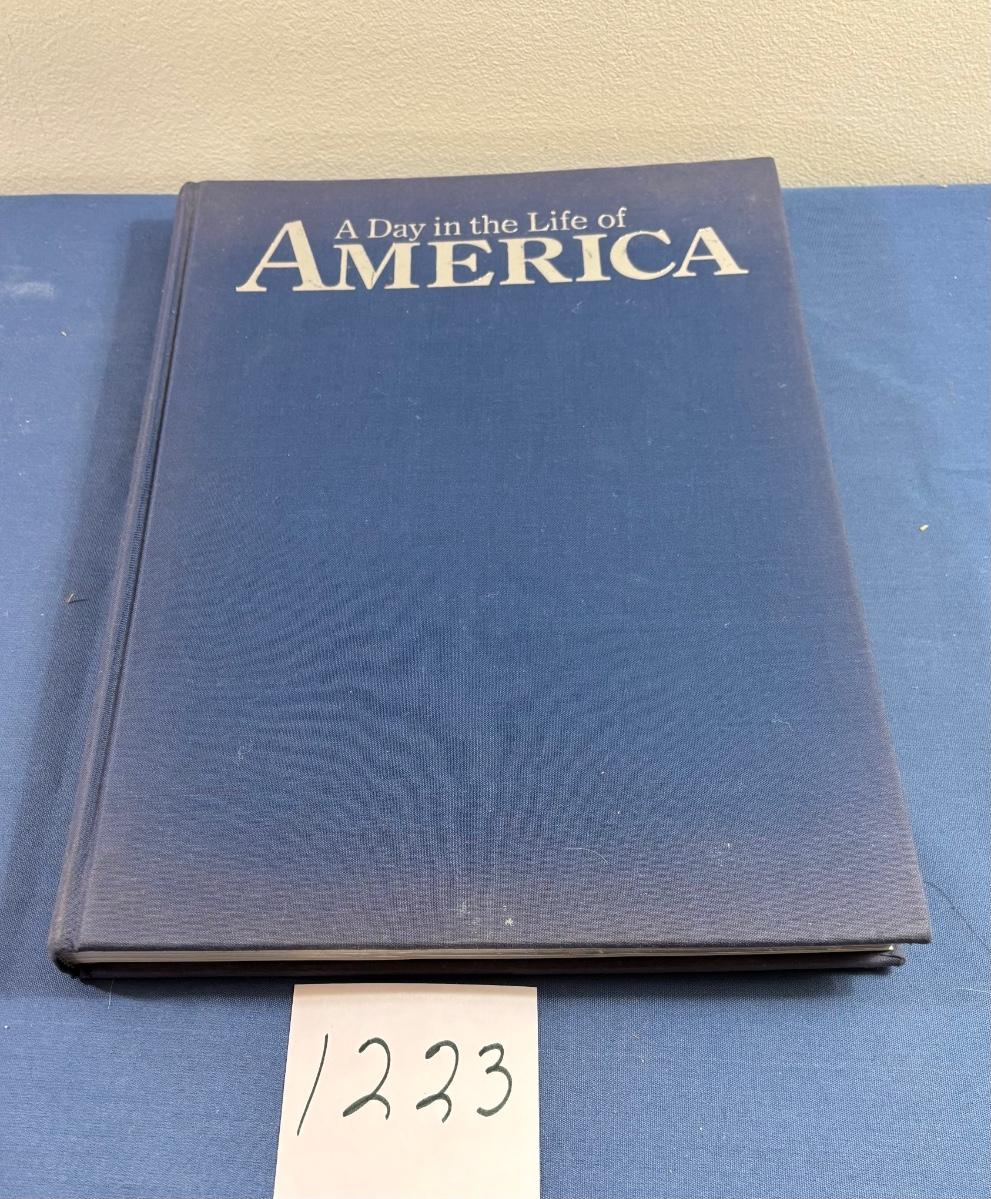 A Day in the Life of
AMERICA
1223